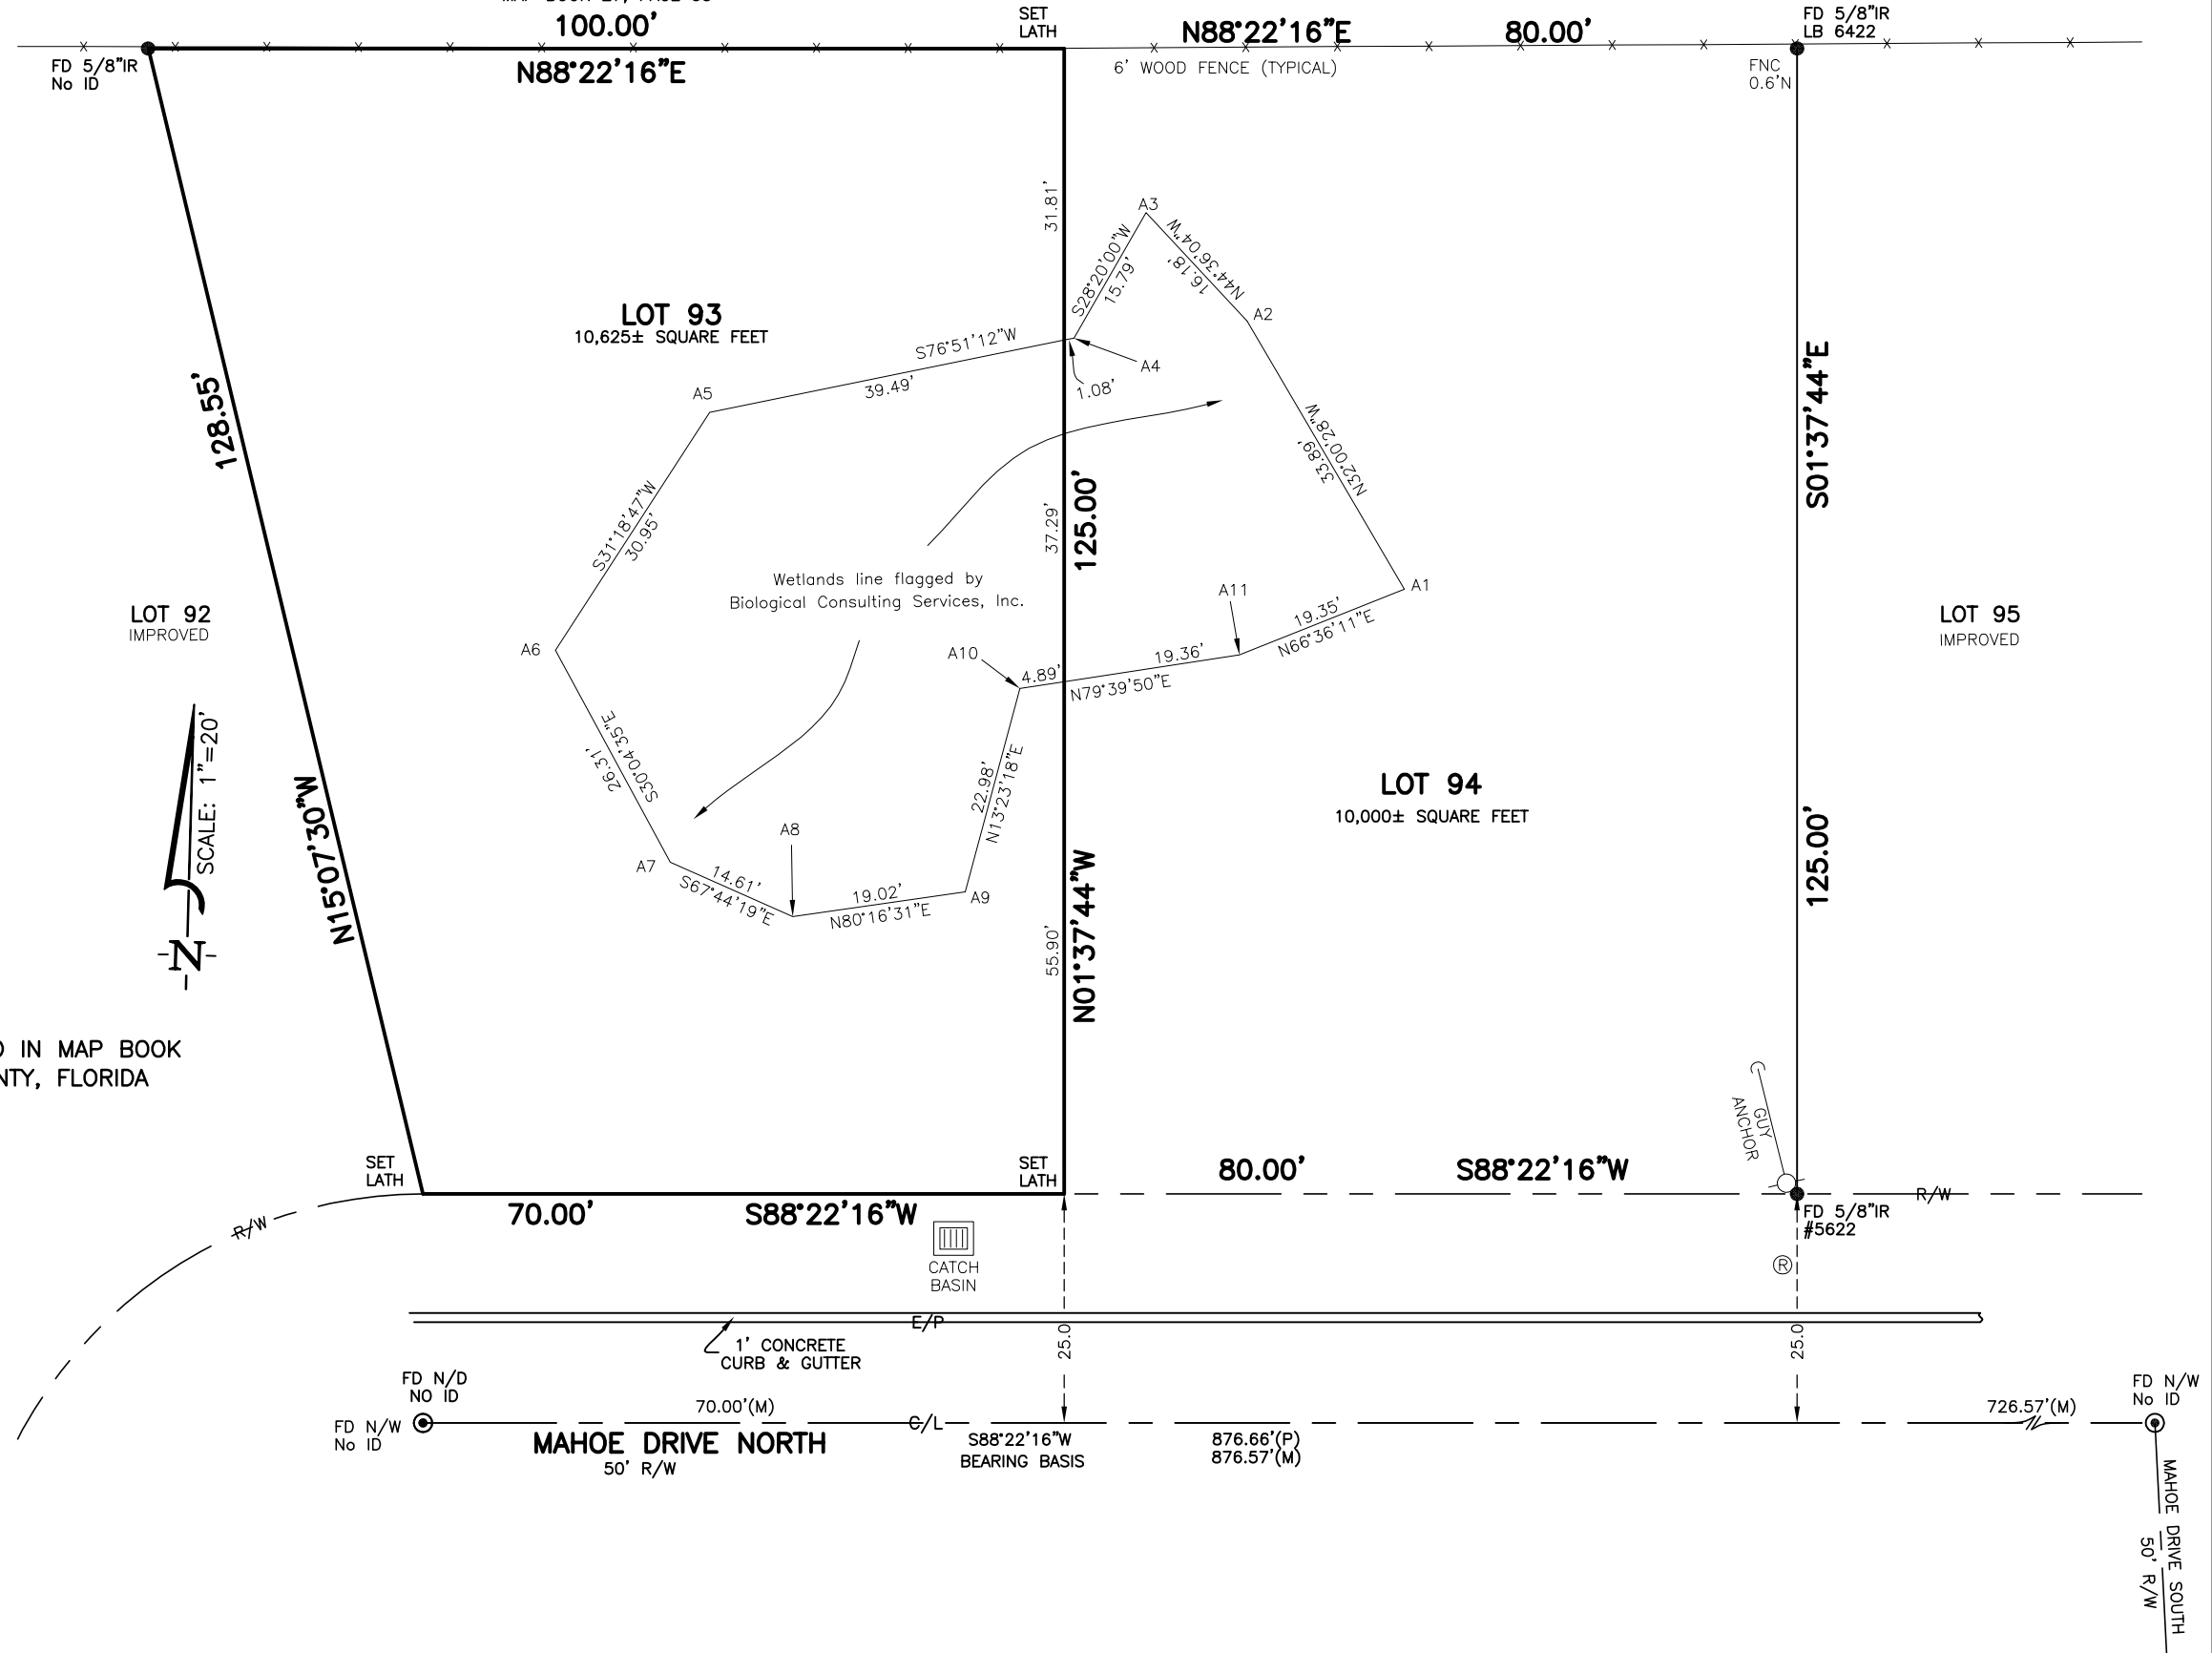 100.00'
N88°22'16"E
SET
LATH
N88°22'16"E
80.00'
FD 5/8"IR
LB 6422
FD 5/8"IR
No ID
6' WOOD FENCE (TYPICAL)
FNC
0.6'N
31.81'
A3
S28°20'00"W
15.79'
N44°36'04"W
16.18'
A2
LOT 93
10,625± SQUARE FEET
S76°51'12"W
39.49'
A4
1.08'
A5
128.55'
S01°37'44"E
N32°00'28"W
33.89'
S31°18'47"W
30.95'
37.29'
125.00'
Wetlands line flagged by
Biological Consulting Services, Inc.
A11
A1
19.35'
N66°36'11"E
LOT 92
IMPROVED
LOT 95
IMPROVED
A6
A10
4.89'
19.36'
N79°39'50"E
SCALE: 1"=20'
N
S30°04'35"E
26.31'
22.98'
N13°23'18"E
LOT 94
10,000± SQUARE FEET
N15°07'30"W
A8
A7
14.61'
S67°44'19"E
19.02'
N80°16'31"E
A9
55.90'
N01°37'44"W
125.00'
IN MAP BOOK
NTY, FLORIDA
GUY
ANCHOR
SET
LATH
SET
LATH
80.00'
S88°22'16"W
R/W
70.00'
S88°22'16"W
R/W
FD 5/8"IR
#5622
CATCH
BASIN
R
E/P
1' CONCRETE
CURB & GUTTER
25.0
25.0
FD N/D
NO ID
FD N/W
No ID
70.00'(M)
C/L
726.57'(M)
FD N/W
No ID
MAHOE DRIVE NORTH
50' R/W
S88°22'16"W
BEARING BASIS
876.66'(P)
876.57'(M)
MAHOE DRIVE SOUTH
50' R/W